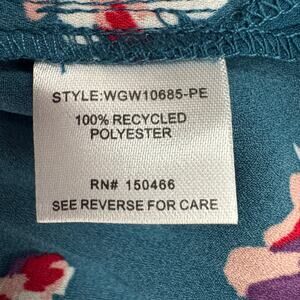 STYLE:WGW10685-PE
100% RECYCLED
POLYESTER
RN# 150466
SEE REVERSE FOR CARE